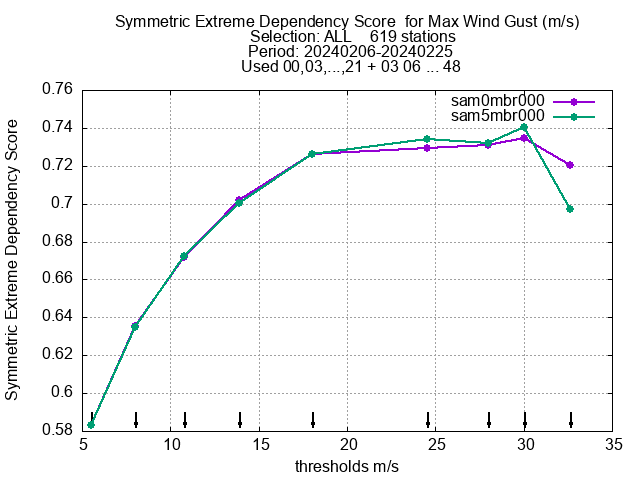 Symmetric Extreme Dependency Score  for Max Wind Gust (m/s)
Selection: ALL    619 stations
Period: 20240206-20240225
Used 00,03,...,21 + 03 06 ... 48
sam0mbr000
sam5mbr000
Symmetric Extreme Dependency Score
0.76
0.74
0.72
0.7
0.68
0.66
0.64
0.62
0.6
0.58
5 10 15 20 25 30 35
thresholds m/s